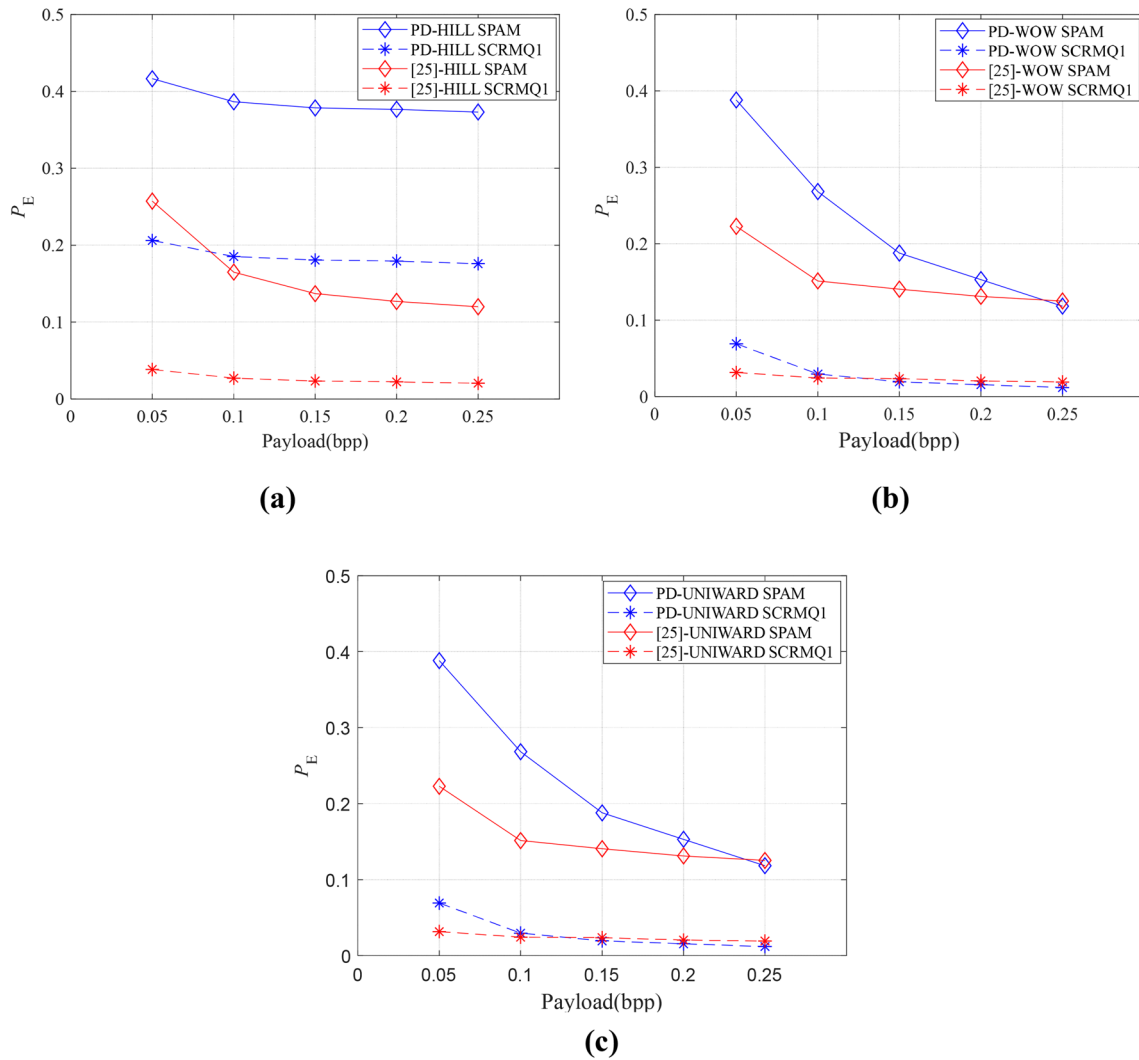 0.5
0.4
0.3
0.2
0.1
0
P_E
PD-HILL SPAM
PD-HILL SCRMQ1
[25]-HILL SPAM
[25]-HILL SCRMQ1
0 0.05 0.1 0.15 0.2 0.25
Payload(bpp)
(a)
0.5
0.4
0.3
0.2
0.1
0
P_E
PD-WOW SPAM
PD-WOW SCRMQ1
[25]-WOW SPAM
[25]-WOW SCRMQ1
0 0.05 0.1 0.15 0.2 0.25
Payload(bpp)
(b)
0.5
0.4
0.3
0.2
0.1
0
P_E
PD-UNIWARD SPAM
PD-UNIWARD SCRMQ1
[25]-UNIWARD SPAM
[25]-UNIWARD SCRMQ1
0 0.05 0.1 0.15 0.2 0.25
Payload(bpp)
(c)